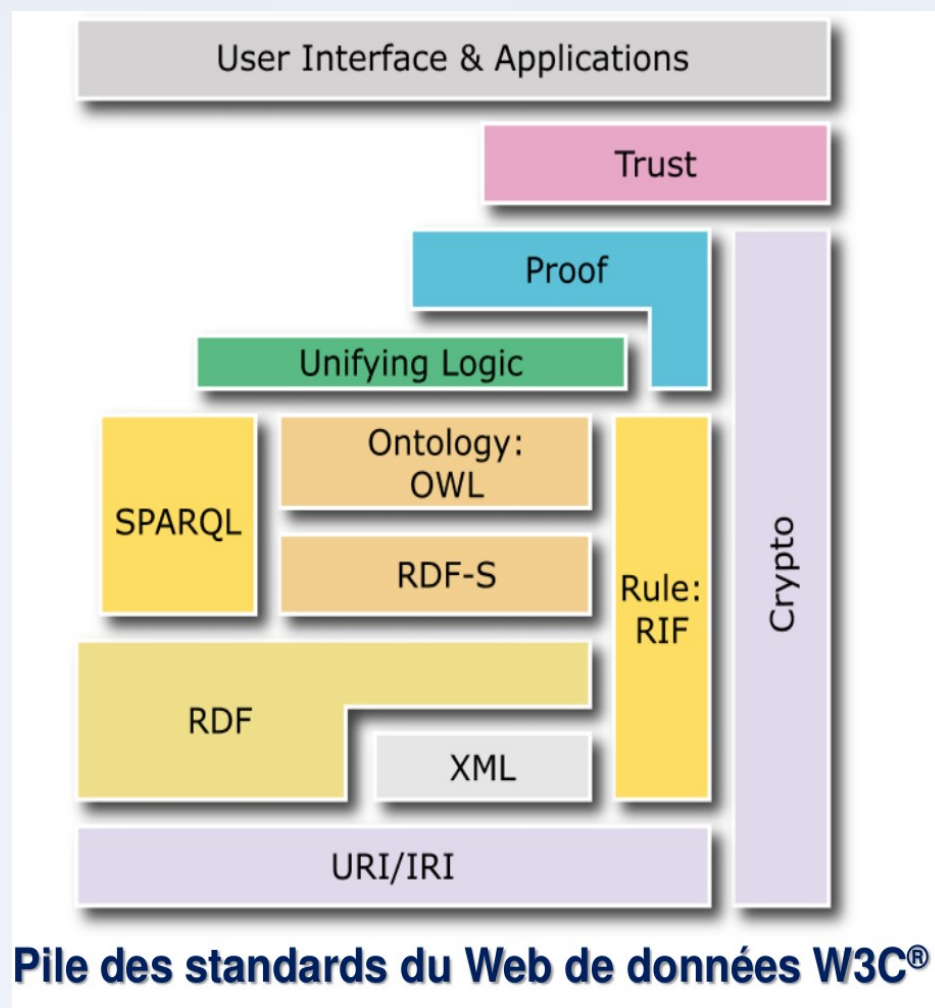 User Interface & Applications
Trust
Proof
Unifying Logic
Ontology:
OWL
SPARQL
RDF-S
Rule:
RIF
Crypto
RDF
XML
URI/IRI
Pile des standards du Web de données W3C®